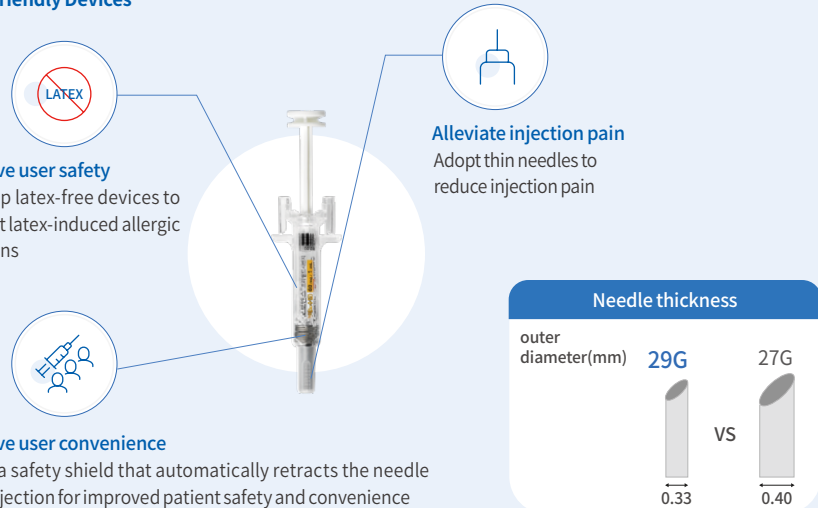 riendly Devices
LATEX
ve user safety
p latex-free devices to
t latex-induced allergic
ns
Alleviate injection pain
Adopt thin needles to
reduce injection pain
ve user convenience
a safety shield that automatically retracts the needle
jection for improved patient safety and convenience
Needle thickness
outer
diameter(mm)
29G
27G
VS
0.33
0.40